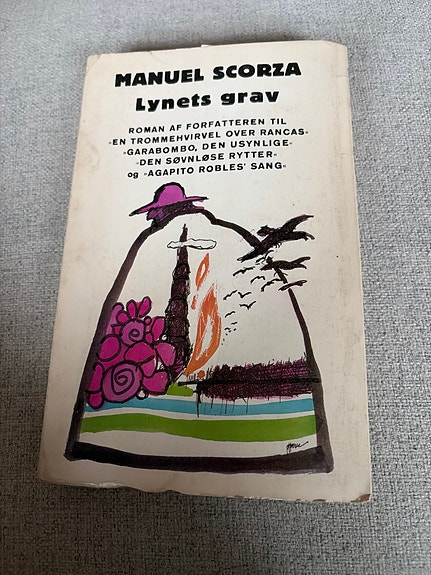 MANUEL SCORZA
Lynets grav
ROMAN AF FORFATTEREN TIL
»EN TROMMEHVIRVEL OVER RANCAS«
»GARABOMBO, DEN USYNLIGE«
»DEN SØVNLØSE RYTTER«
og »AGAPITO ROBLES' SANG«